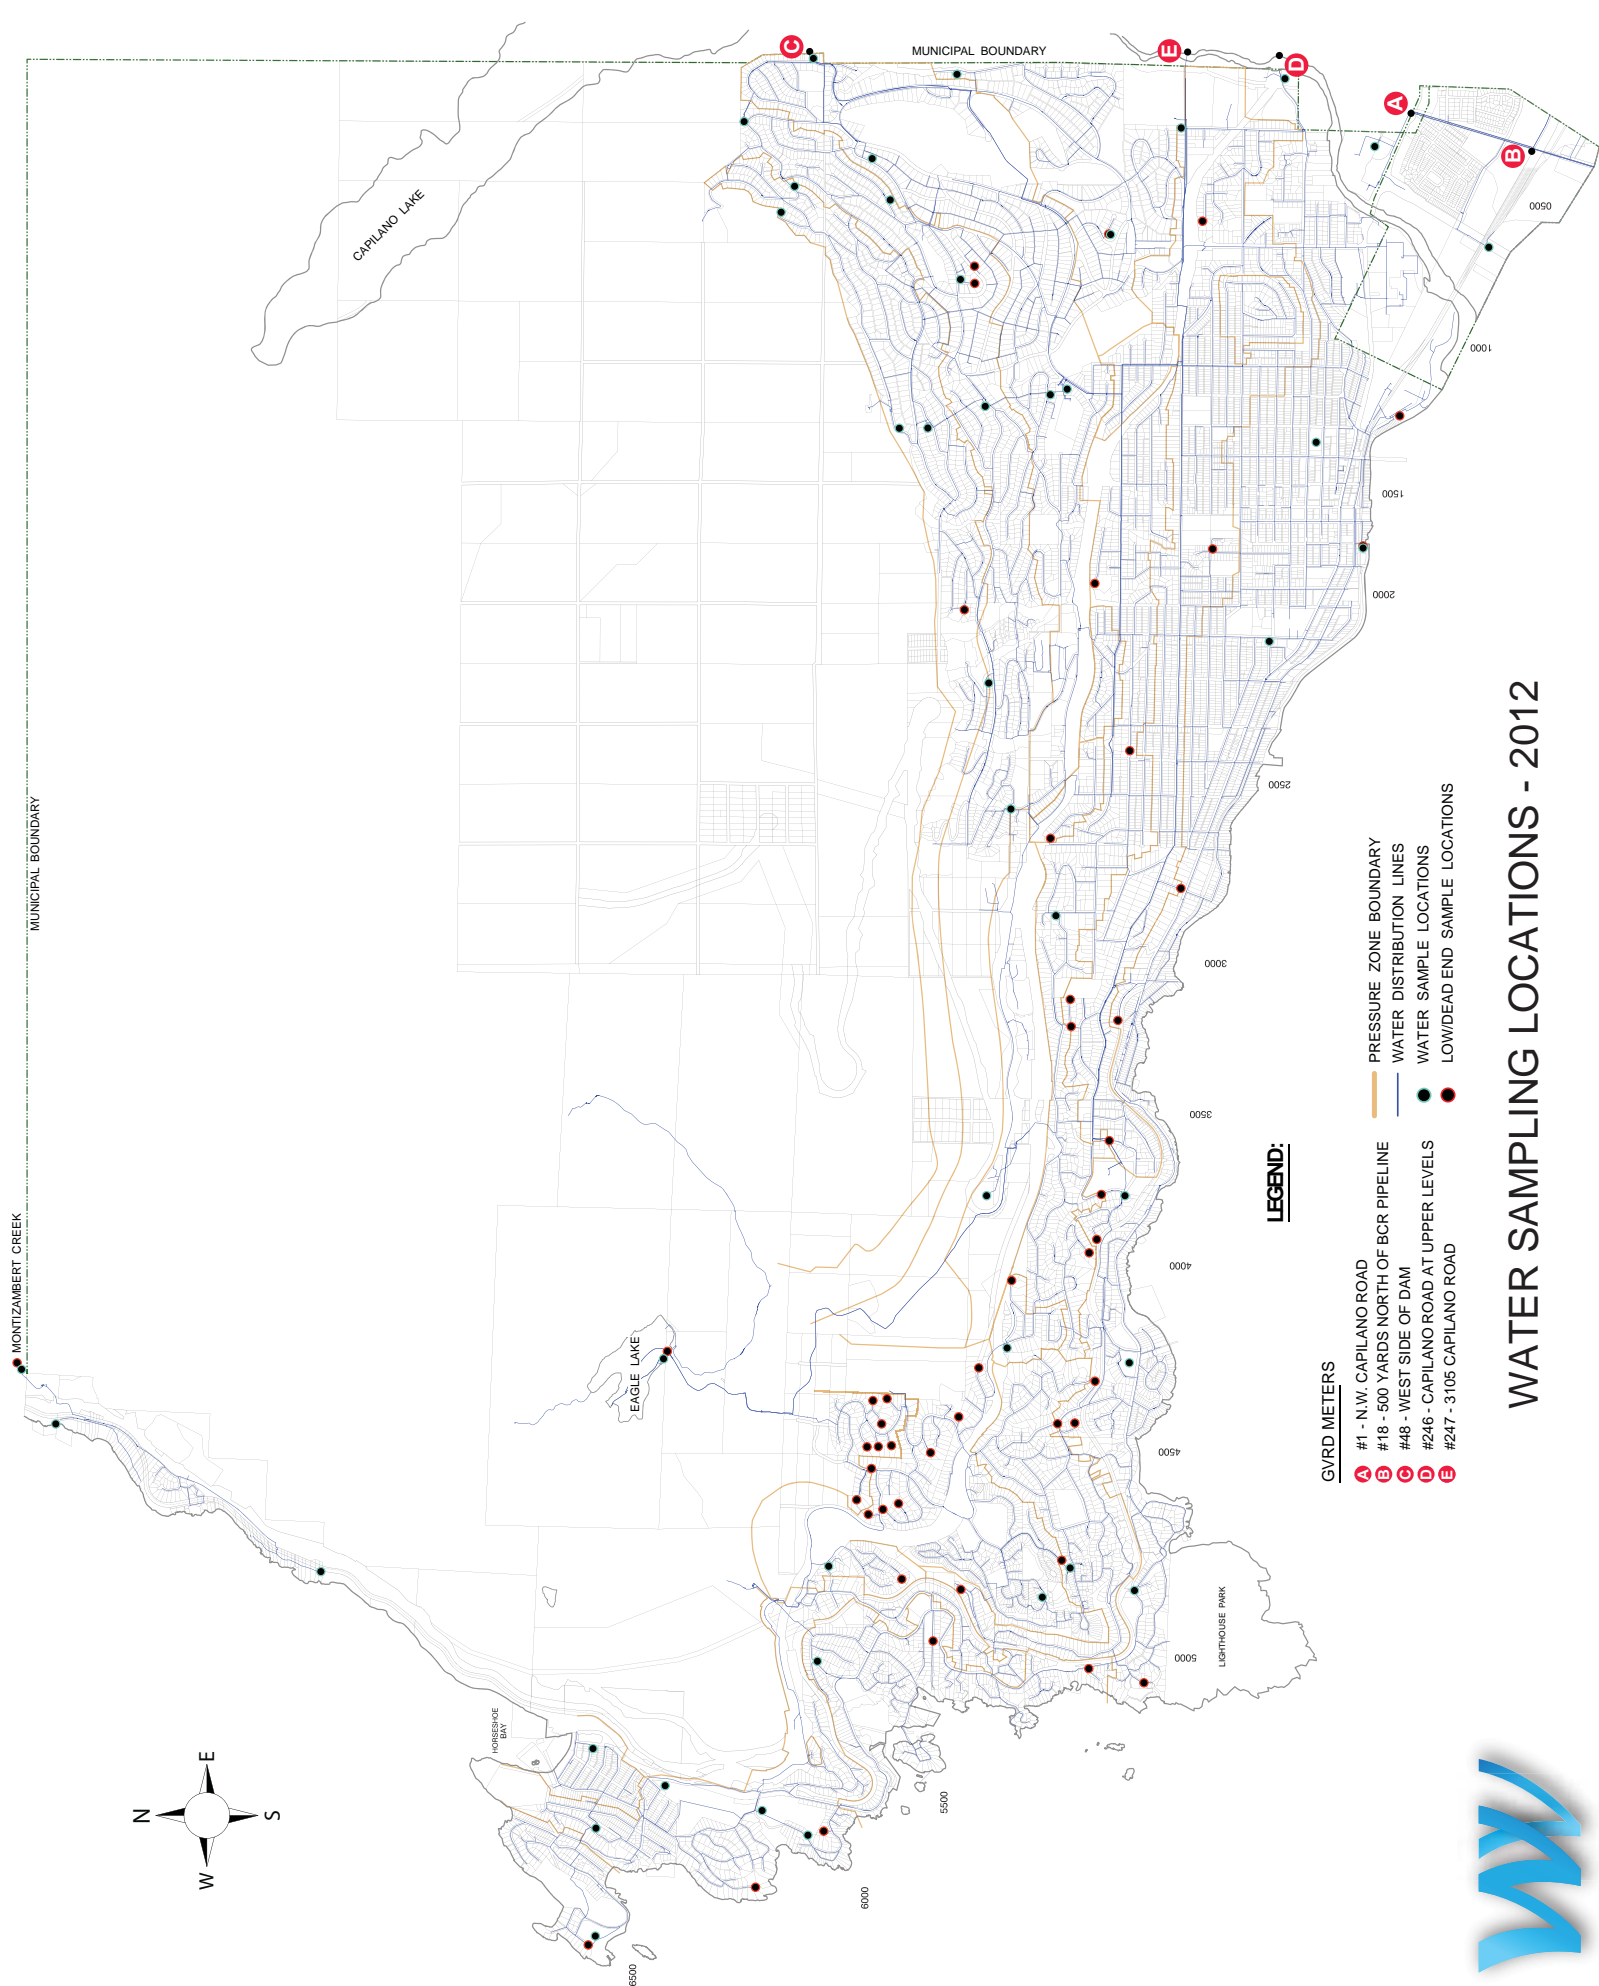 WATER SAMPLING LOCATIONS - 2012
LEGEND:
GVRD METERS
A #1 - N.W. CAPILANO ROAD
B #18 - 500 YARDS NORTH OF BCR PIPELINE
C #48 - WEST SIDE OF DAM
D #246 - CAPILANO ROAD AT UPPER LEVELS
E #247 - 3105 CAPILANO ROAD
PRESSURE ZONE BOUNDARY
WATER DISTRIBUTION LINES
WATER SAMPLE LOCATIONS
LOW/DEAD END SAMPLE LOCATIONS
MONTIZAMBERT CREEK
MUNICIPAL BOUNDARY
CAPILANO LAKE
MUNICIPAL BOUNDARY
C
E
D
A
B
EAGLE LAKE
HORSESHOE
BAY
LIGHTHOUSE PARK
6500
6000
5500
5000
4500
4000
3500
3000
2500
2000
1500
1000
0500
N
E
S
W